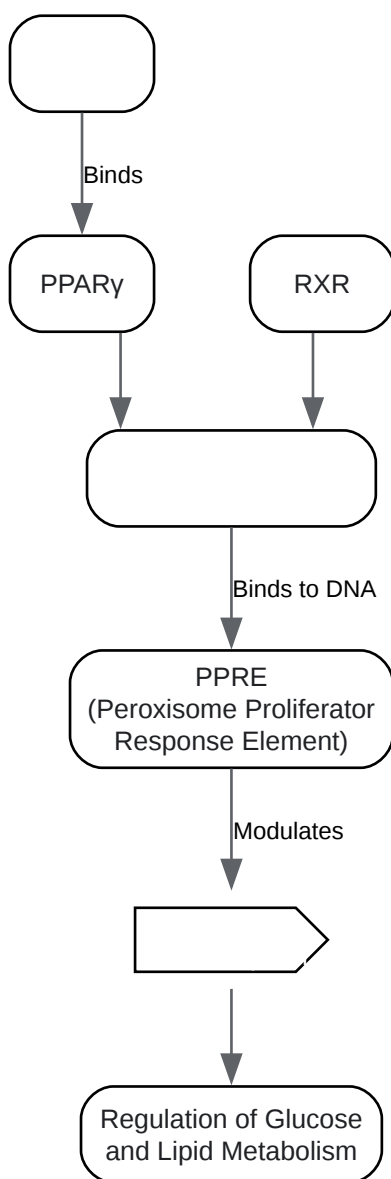 Binds
PPARγ
RXR
Binds to DNA
PPRE
(Peroxisome Proliferator
Response Element)
Modulates
Regulation of Glucose
and Lipid Metabolism